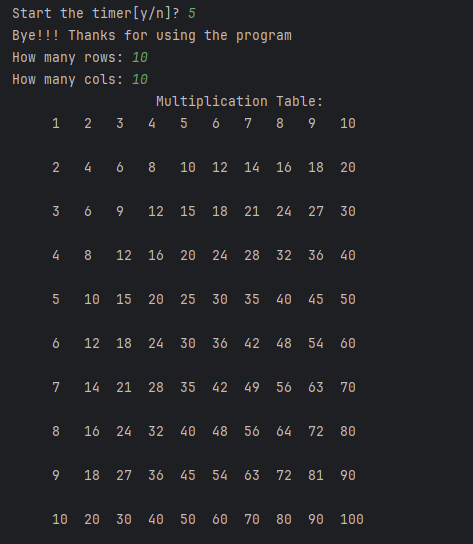 Start the timer[y/n]? 5
Bye!!! Thanks for using the program
How many rows: 10
How many cols: 10
Multiplication Table:
1 2 3 4 5 6 7 8 9 10
2 4 6 8 10 12 14 16 18 20
3 6 9 12 15 18 21 24 27 30
4 8 12 16 20 24 28 32 36 40
5 10 15 20 25 30 35 40 45 50
6 12 18 24 30 36 42 48 54 60
7 14 21 28 35 42 49 56 63 70
8 16 24 32 40 48 56 64 72 80
9 18 27 36 45 54 63 72 81 90
10 20 30 40 50 60 70 80 90 100